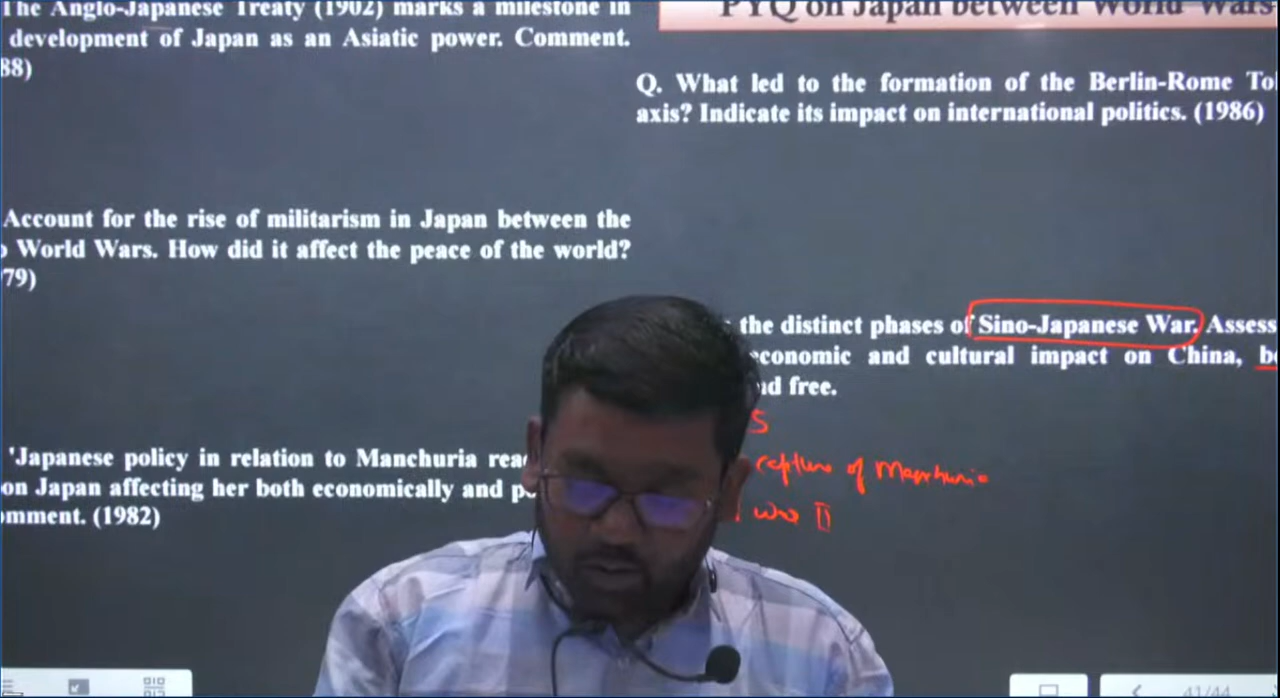 The Anglo-Japanese Treaty (1902) marks a milestone in
development of Japan as an Asiatic power. Comment.
88)
Account for the rise of militarism in Japan between the
World Wars. How did it affect the peace of the world?
79)
'Japanese policy in relation to Manchuria
on Japan affecting her both economically and
mment. (1982)
PYQ on Japan between World Wars
Q. What led to the formation of the Berlin-Rome To
axis? Indicate its impact on international politics. (1986)
the distinct phases of Sino-Japanese War. Assess
economic and cultural impact on China,
nd free.
5
capture of Manchuria
war II
41/44